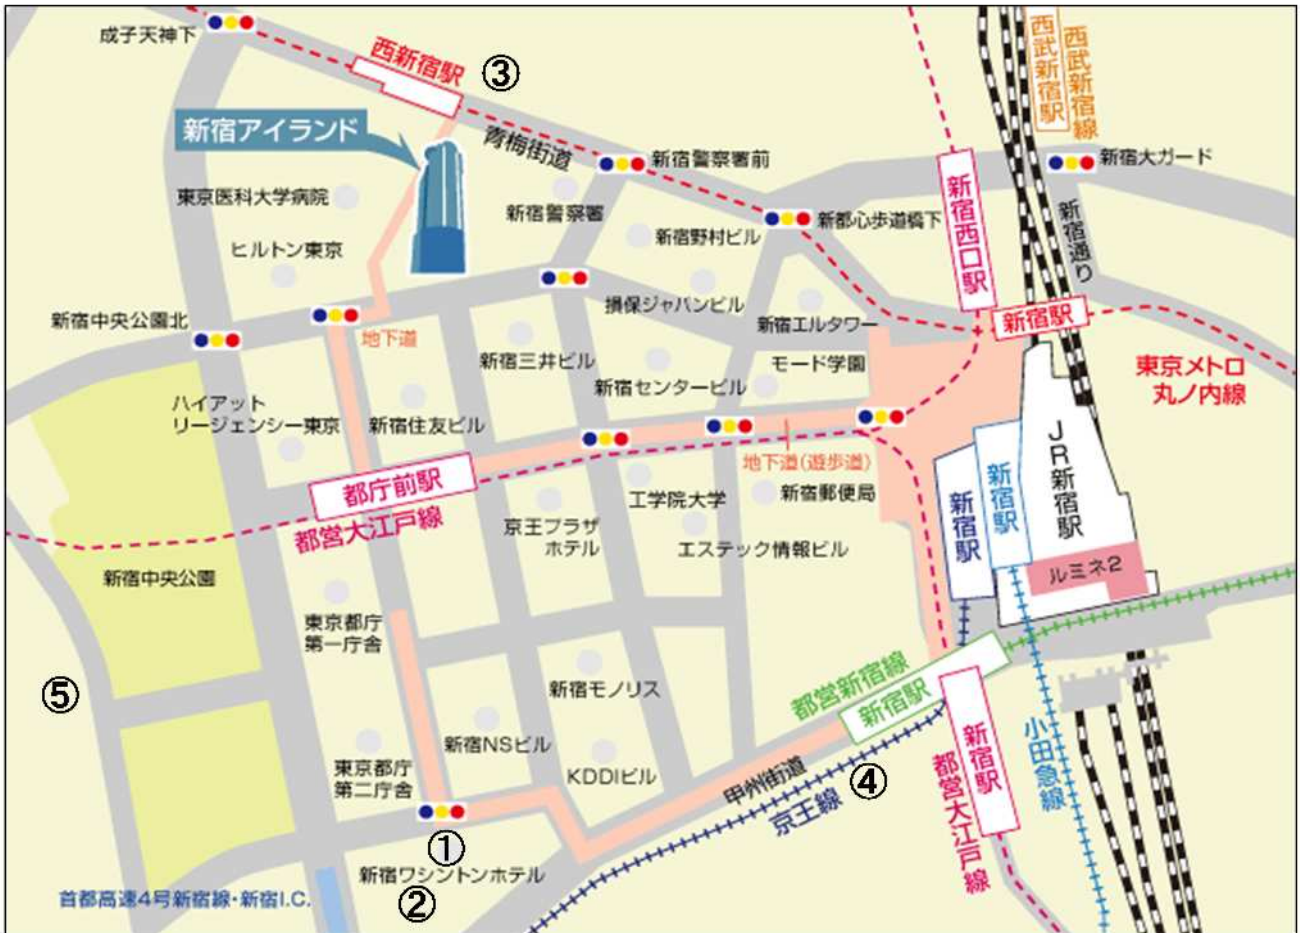 成子天神下
西新宿駅
③
西武新宿駅
西武新宿線
新宿アイランド
青梅街道
新宿警察署前
新宿大ガード
東京医科大学病院
新宿警察署
新都心歩道橋下
新宿西口駅
新宿通り
ヒルトン東京
新宿野村ビル
損保ジャパンビル
新宿中央公園北
地下道
新宿エルタワー
新宿駅
新宿三井ビル
モード学園
東京メトロ
丸ノ内線
新宿センタービル
ハイアット
リージェンシー東京
新宿住友ビル
地下道(遊歩道)
JR新宿駅
都庁前駅
都営大江戸線
工学院大学
新宿郵便局
新宿駅
新宿駅
京王プラザ
ホテル
エステック情報ビル
ルミネ2
新宿中央公園
東京都庁
第一庁舎
⑤
新宿モノリス
都営新宿線
新宿駅
新宿NSビル
東京都庁
第二庁舎
KDDIビル
甲州街道
京王線
④
新宿駅
都営大江戸線
小田急線
①
新宿ワシントンホテル
②
首都高速4号新宿線・新宿I.C.